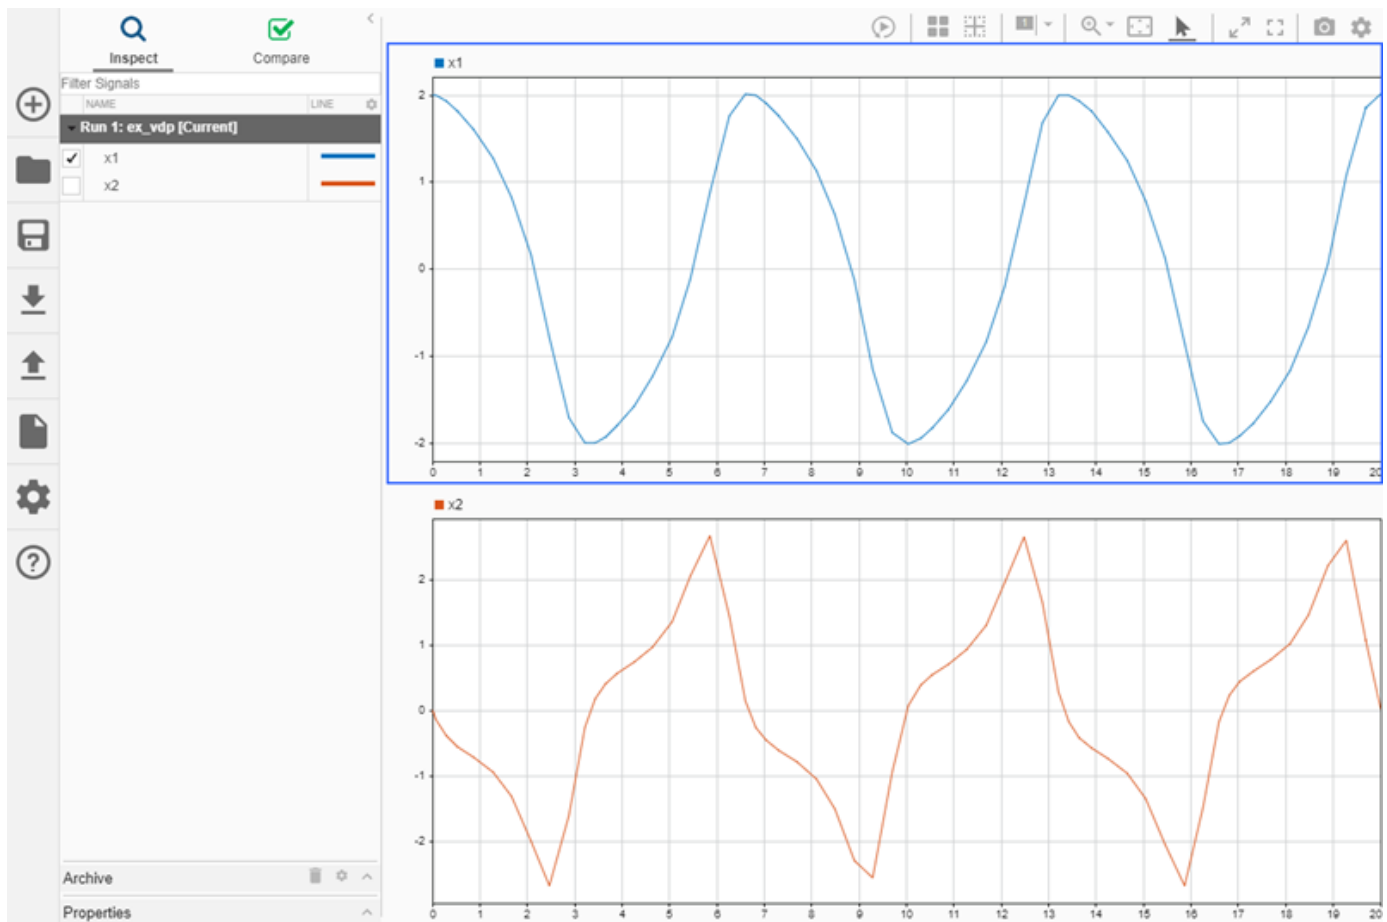 Inspect
Compare
Filter Signals
NAME LINE
Run 1: ex_vdp [Current]
x1
x2
Archive
Properties
1
x1
2
1
0
-1
-2
0 1 2 3 4 5 6 7 8 9 10 11 12 13 14 15 16 17 18 19 20
x2
2
1
0
-1
-2
0 1 2 3 4 5 6 7 8 9 10 11 12 13 14 15 16 17 18 19 20